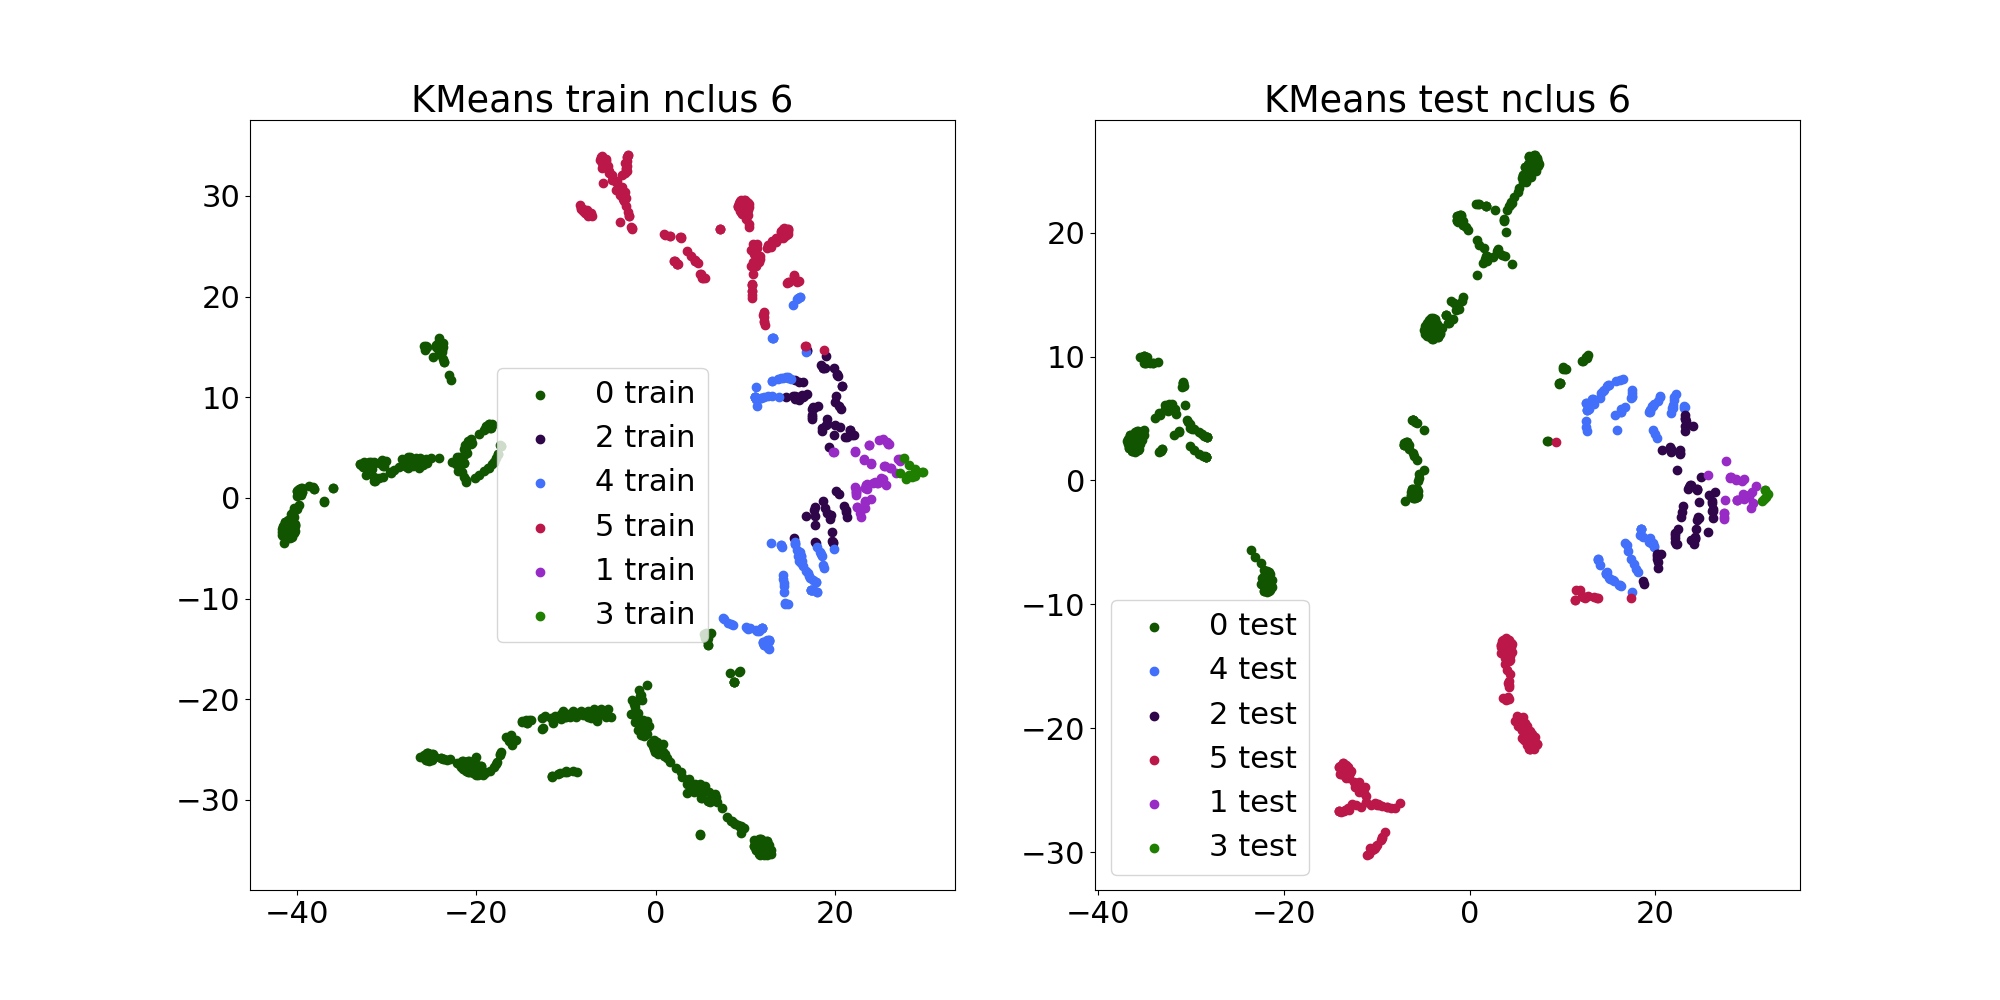 KMeans train nclus 6
30
20
10
0
−10
−20
−30
−40
−20
0
20
0 train
2 train
4 train
5 train
1 train
3 train
KMeans test nclus 6
20
10
0
−10
−20
−30
−40
−20
0
20
0 test
4 test
2 test
5 test
1 test
3 test